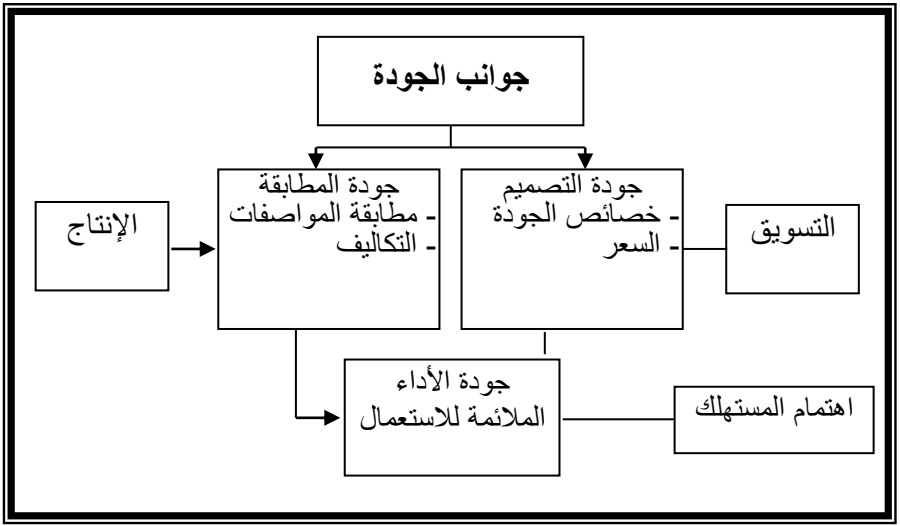 جوانب الجودة
جودة التصميم
- خصائص الجودة
- السعر
جودة المطابقة
- مطابقة المواصفات
- التكاليف
التسويق
الإنتاج
جودة الأداء
الملائمة للاستعمال
اهتمام المستهلك